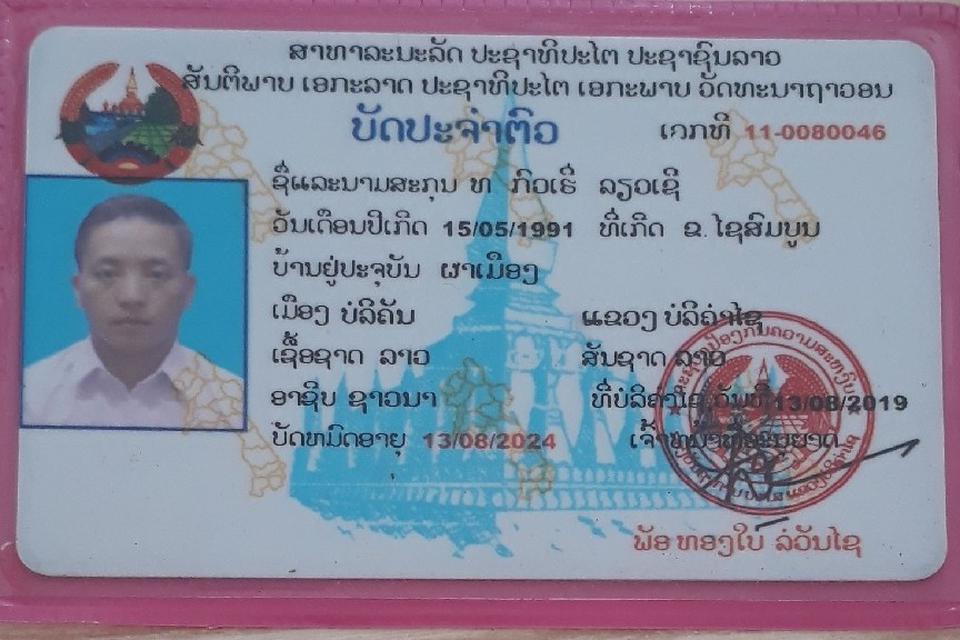 ສາທາລະນະລັດ ປະຊາທິປະໄຕ ປະຊາຊົນລາວ
ສັນຕິພາບ ເອກະລາດ ປະຊາທິປະໄຕ ເອກະພາບ ວັດທະນາຖາວອນ
ບັດປະຈໍາຕົວ ເລກທີ 11-0080046
ຊື່ແລະນາມສະກຸນ ທ ກົວເຮີ່ ລຽວເຊີ
ວັນເດືອນປີເກີດ 15/05/1991 ທີ່ເກີດ ຂ. ໄຊສົມບູນ
ບ້ານຢູ່ປະຈຸບັນ ຜາເມືອງ
ເມືອງ ບໍລິຄັນ ແຂວງ ບໍລິຄໍາໄຊ
ເຊື້ອຊາດ ລາວ ສັນຊາດ ລາວ
ອາຊີບ ຊາວນາ ທີ່ບໍລິຄໍາໄຊ ວັນທີ 13/08/2019
ບັດຫມົດອາຍຸ 13/08/2024 ເຈົ້າຫນ້າທີ່ອະນຸຍາດ
ພັອ ທອງໃບ ລໍວັນໄຊ